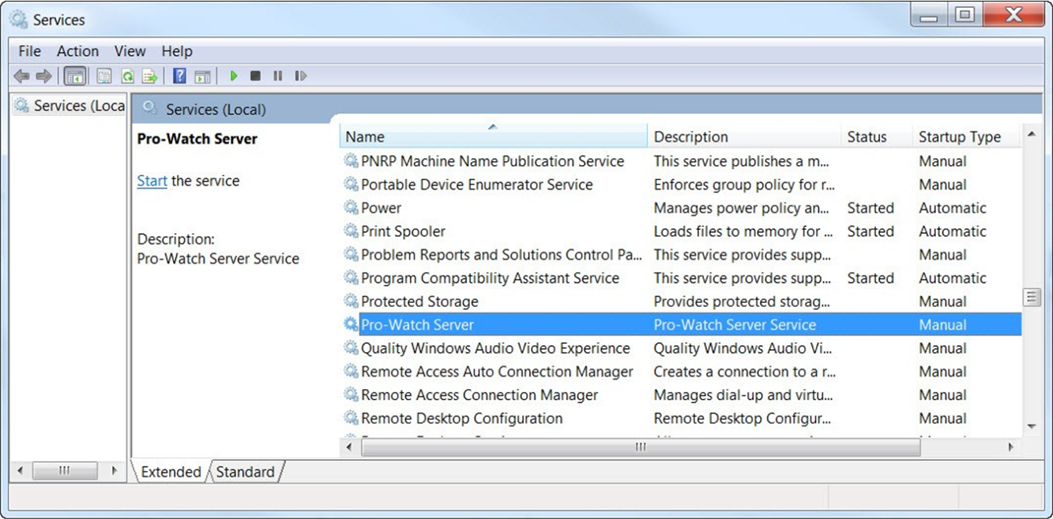 Services
File Action View Help
Services (Loca
Services (Local)
Pro-Watch Server
Start the service
Description:
Pro-Watch Server Service
Name Description Status Startup Type
PNRP Machine Name Publication Service This service publishes a m... Manual
Portable Device Enumerator Service Enforces group policy for r... Manual
Power Manages power policy an... Started Automatic
Print Spooler Loads files to memory for ... Started Automatic
Problem Reports and Solutions Control Pa... This service provides supp... Manual
Program Compatibility Assistant Service This service provides supp... Started Automatic
Protected Storage Provides protected storag... Manual
Pro-Watch Server Pro-Watch Server Service Manual
Quality Windows Audio Video Experience Quality Windows Audio Vi... Manual
Remote Access Auto Connection Manager Creates a connection to a r... Manual
Remote Access Connection Manager Manages dial-up and virtu... Manual
Remote Desktop Configuration Remote Desktop Configur... Manual
Extended Standard